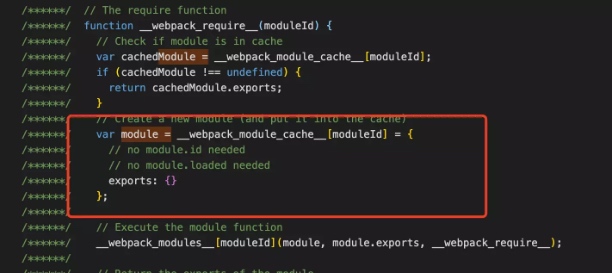 /******/ // The require function
/******/ function __webpack_require__(moduleId) {
/******/ // Check if module is in cache
/******/ var cachedModule = __webpack_module_cache__[moduleId];
/******/ if (cachedModule !== undefined) {
/******/ return cachedModule.exports;
/******/ }
/******/ // Create a new module (and put it into the cache)
/******/ var module = __webpack_module_cache__[moduleId] = {
/******/ // no module.id needed
/******/ // no module.loaded needed
/******/ exports: {}
/******/ };
/******/
/******/ // Execute the module function
/******/ __webpack_modules__[moduleId](module, module.exports, __webpack_require__);
/******/
/******/ // Return the exports of the module